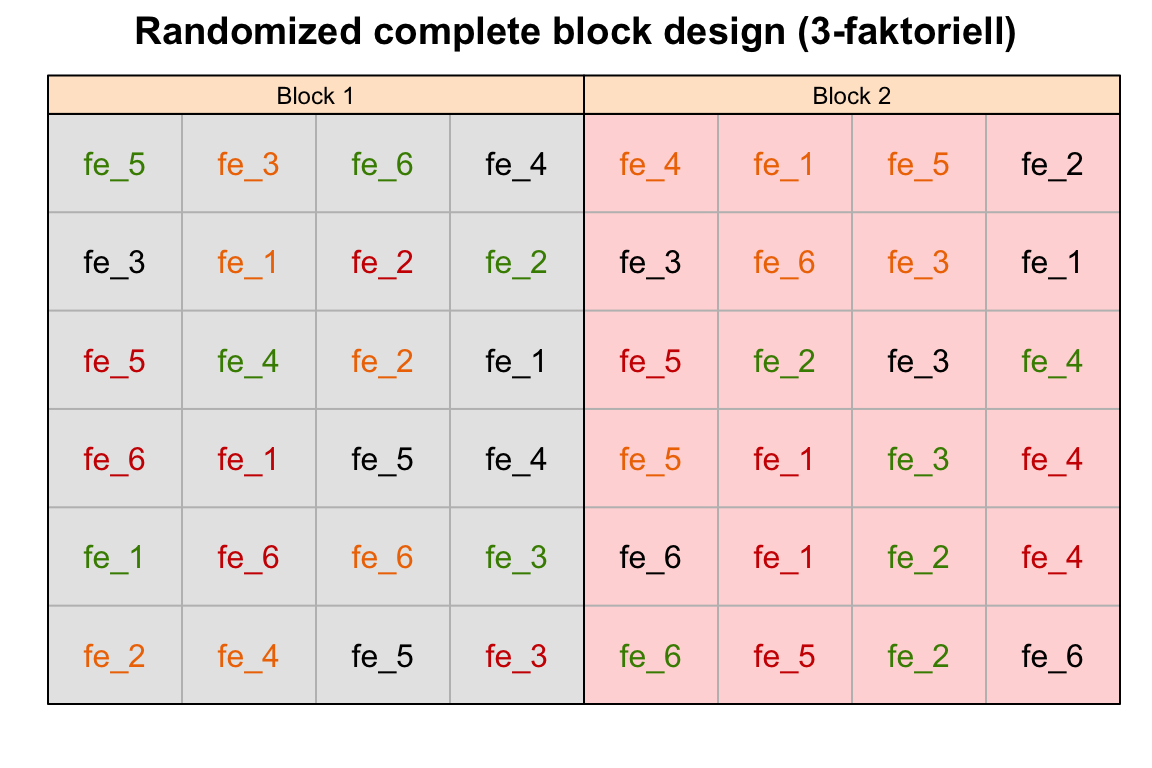 Randomized complete block design (3-faktoriell)
Block 1 Block 2
fe_5 fe_3 fe_6 fe_4 fe_4 fe_1 fe_5 fe_2
fe_3 fe_1 fe_2 fe_2 fe_3 fe_6 fe_3 fe_1
fe_5 fe_4 fe_2 fe_1 fe_5 fe_2 fe_3 fe_4
fe_6 fe_1 fe_5 fe_4 fe_5 fe_1 fe_3 fe_4
fe_1 fe_6 fe_6 fe_3 fe_6 fe_1 fe_2 fe_4
fe_2 fe_4 fe_5 fe_3 fe_6 fe_5 fe_2 fe_6